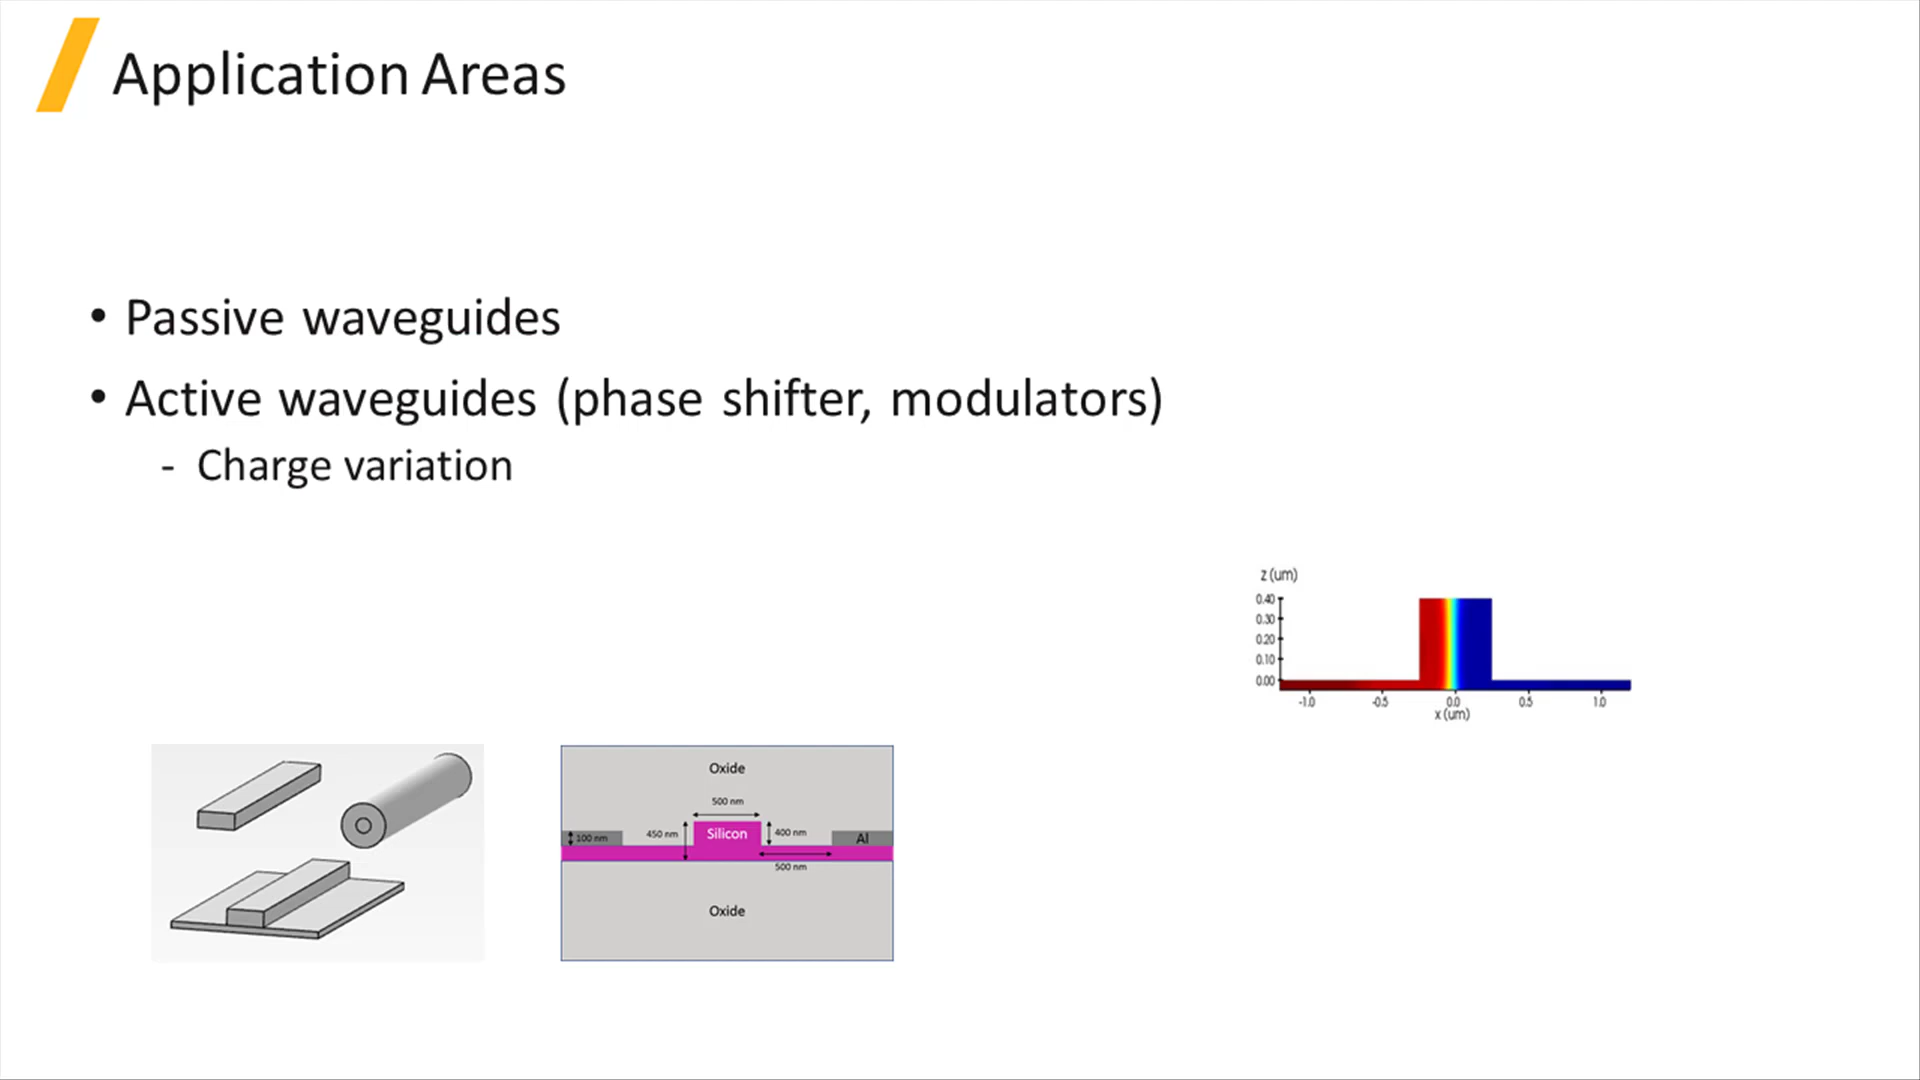 Application Areas
• Passive waveguides
• Active waveguides (phase shifter, modulators)
- Charge variation
z (um)
0.40
0.30
0.20
0.10
0.00
-1.0 -0.5 0.0 0.5 1.0
x (um)
Oxide
500 nm
100 nm 450 nm Silicon 400 nm Al
500 nm
Oxide